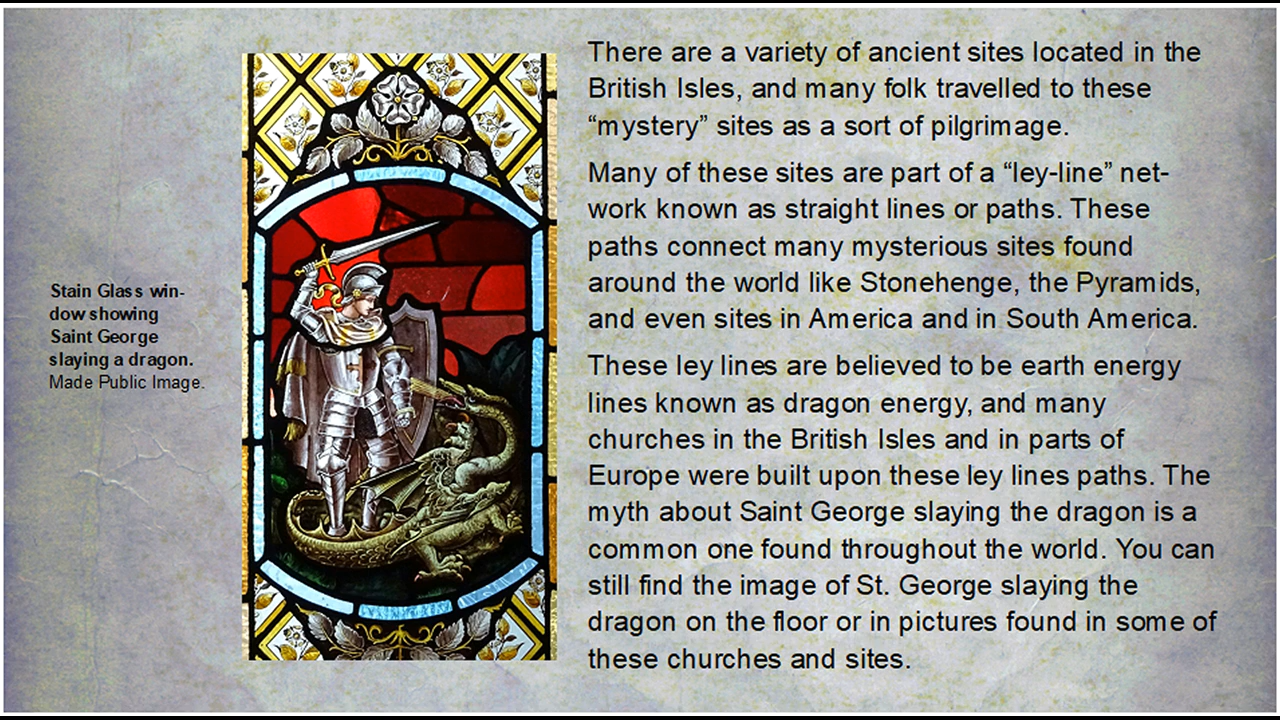 Stain Glass win-
dow showing
Saint George
slaying a dragon.
Made Public Image.
There are a variety of ancient sites located in the
British Isles, and many folk travelled to these
“mystery” sites as a sort of pilgrimage.
Many of these sites are part of a “ley-line” net-
work known as straight lines or paths. These
paths connect many mysterious sites found
around the world like Stonehenge, the Pyramids,
and even sites in America and in South America.
These ley lines are believed to be earth energy
lines known as dragon energy, and many
churches in the British Isles and in parts of
Europe were built upon these ley lines paths. The
myth about Saint George slaying the dragon is a
common one found throughout the world. You can
still find the image of St. George slaying the
dragon on the floor or in pictures found in some of
these churches and sites.